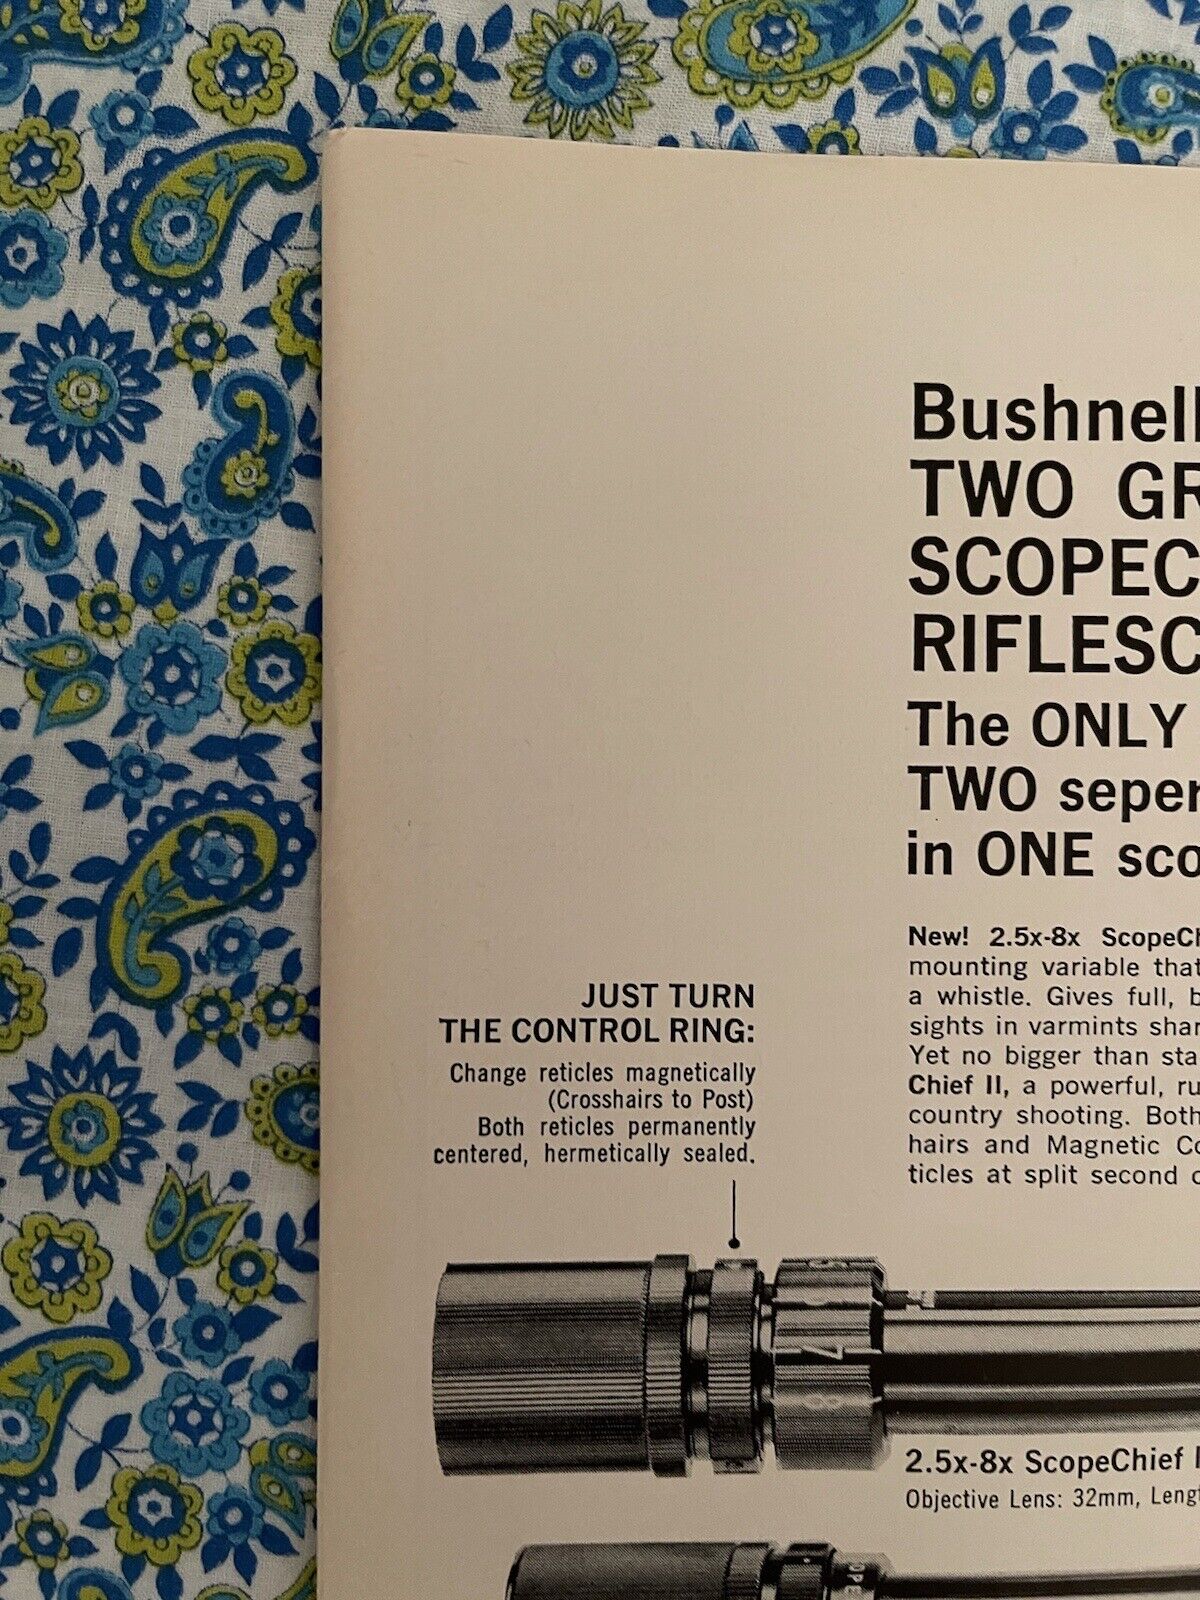 Bushnell
TWO
SCOPEC
RIFLESC
The ONLY
TWO seper
in ONE sco
New! 2.5x-8x ScopeCh
mounting variable that
a whistle. Gives full, b
sights in varmints shar
Yet no bigger than sta
Chief II, a powerful, ru
country shooting. Both
hairs and Magnetic Co
ticles at split second
JUST TURN
THE CONTROL RING:
Change reticles magnetically
(Crosshairs to Post)
Both reticles permanently
centered, hermetically sealed.
7
8
2.5x-8x ScopeChief
Objective Lens: 32mm, Lengt